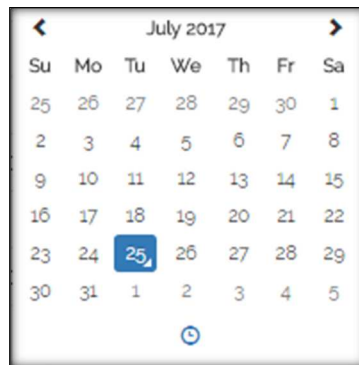 July 2017
Su Mo Tu We Th Fr Sa
25 26 27 28 29 30 1
2 3 4 5 6 7 8
9 10 11 12 13 14 15
16 17 18 19 20 21 22
23 24 25 26 27 28 29
30 31 1 2 3 4 5